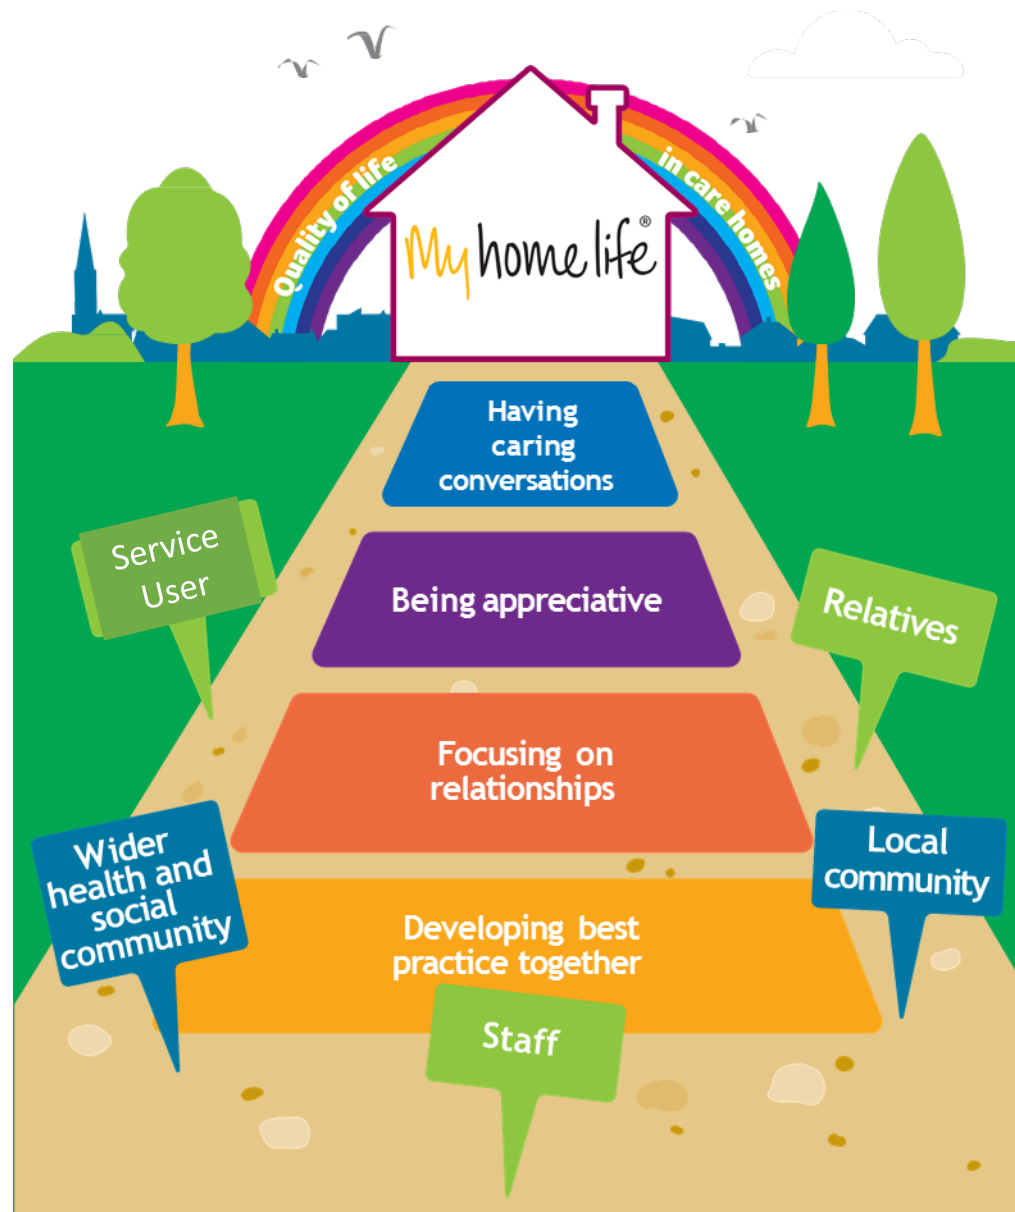 Quality of life
in care homes
My home life®
Having
caring
conversations
Service
User
Being appreciative
Relatives
Focusing on
relationships
Wider
health and
social
community
Local
community
Developing best
practice together
Staff